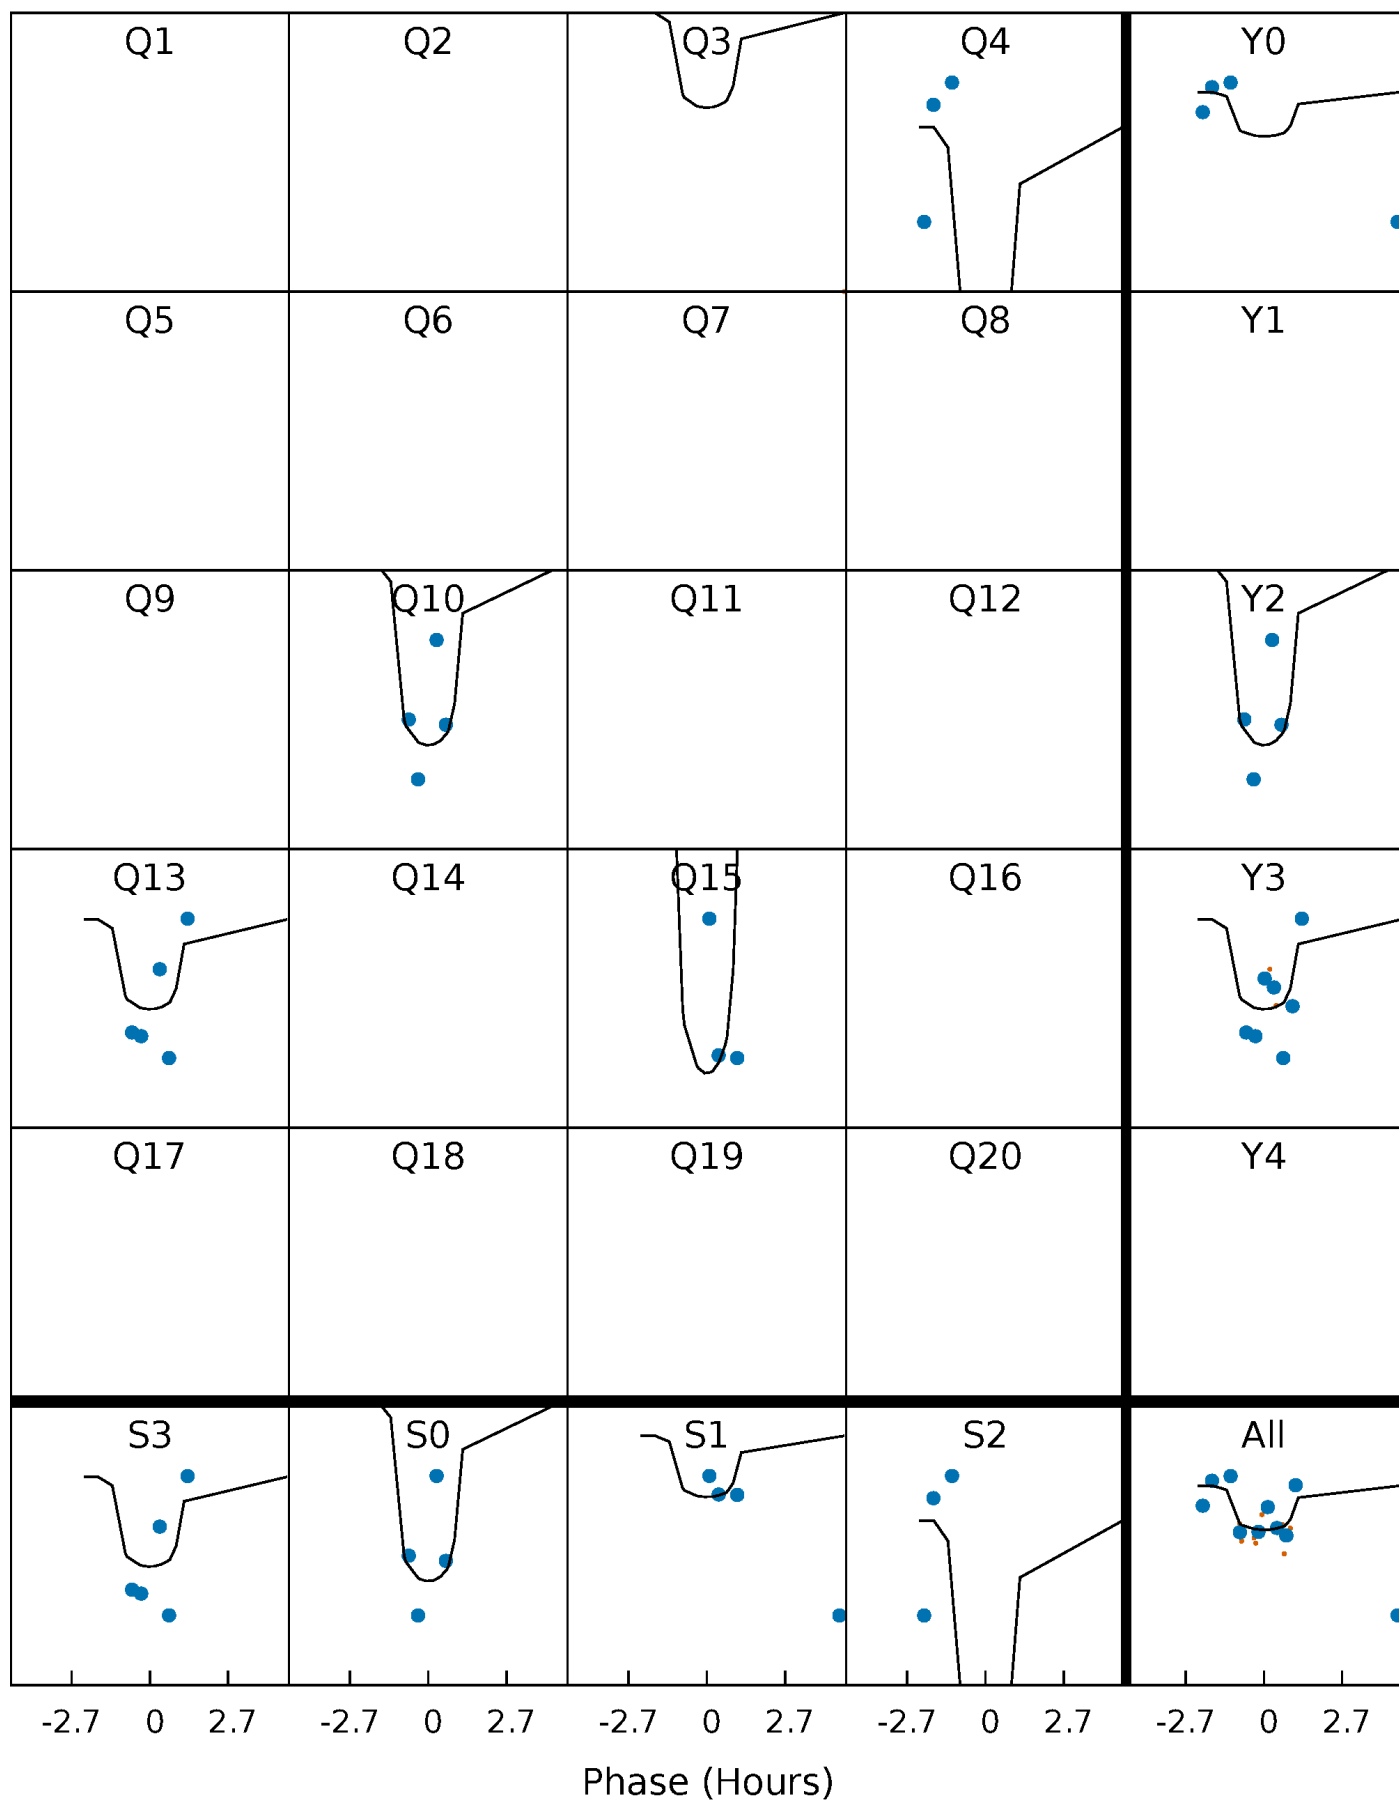 Q1 Q2 Q3 Q4 Y0
Q5 Q6 Q7 Q8 Y1
Q9 Q10 Q11 Q12 Y2
Q13 Q14 Q15 Q16 Y3
Q17 Q18 Q19 Q20 Y4
S3 S0 S1 S2 All
-2.7 0 2.7 -2.7 0 2.7 -2.7 0 2.7 -2.7 0 2.7 -2.7 0 2.7
Phase (Hours)